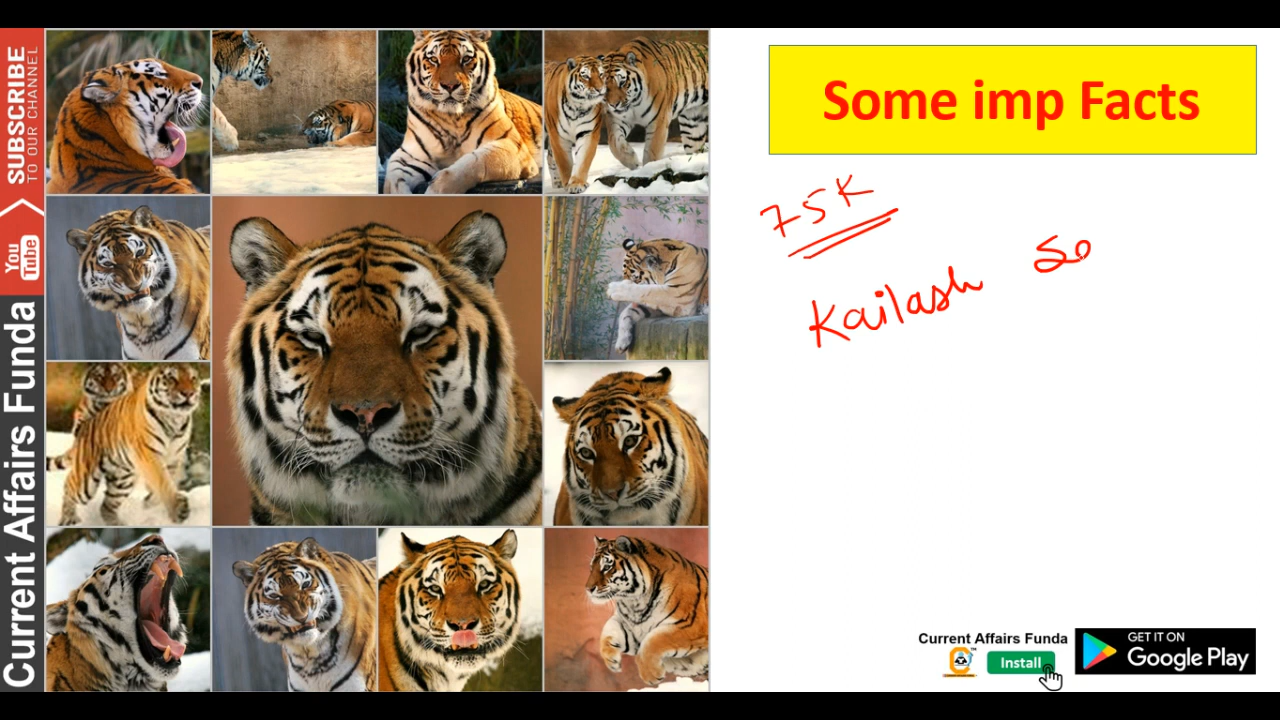 SUBSCRIBE
TO OUR CHANNEL
You Tube
Current Affairs Funda
Some imp Facts
75K
Kailash So
Current Affairs Funda
Install
GET IT ON
Google Play